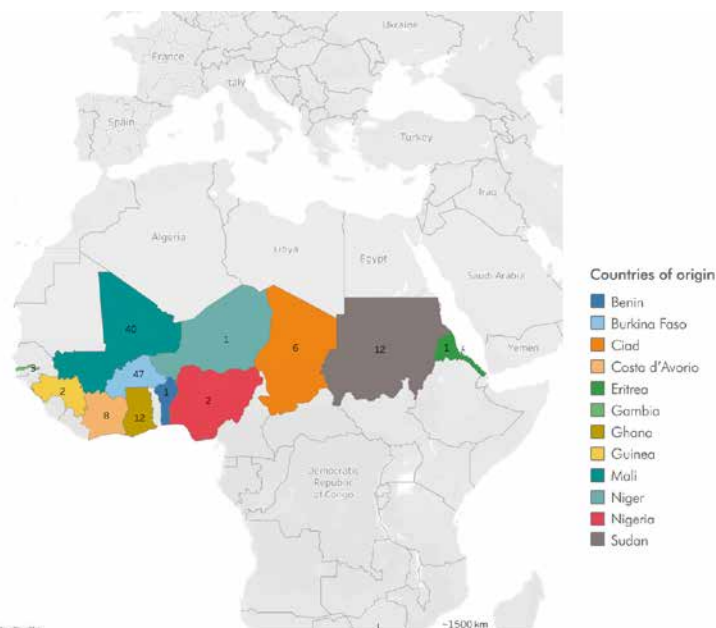 Ukraine
France
Italy
Spain
Turkey
Iraq
Algeria
Libya
Egypt
Saudi Arabia
Countries of origin
Benin
Burkina Faso
40
1
6
12
1
Yemen
Ciad
3
2
47
1
2
Costa d'Avorio
8
12
Eritrea
Gambia
Ghana
Guinea
Democratic
Republic
of Congo
Mali
Niger
Nigeria
Sudan
~1500 km